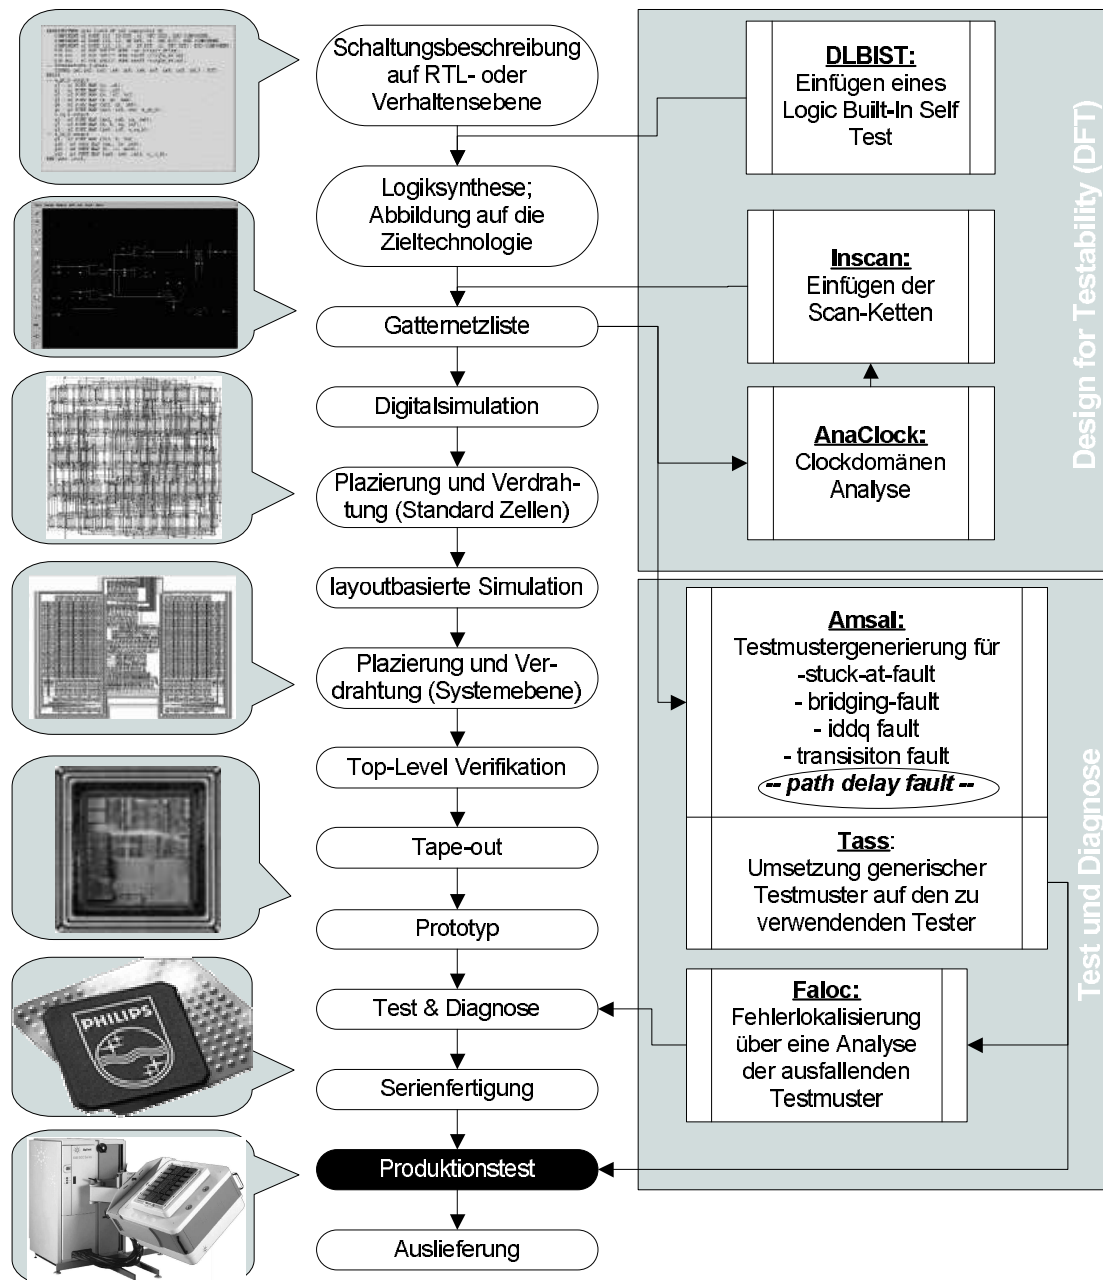 Schaltungsbeschreibung
auf RTL- oder
Verhaltensebene
Logiksynthese;
Abbildung auf die
Zieltechnologie
Gatternetzliste
Digitalsimulation
Plazierung und Verdrah-
tung (Standard Zellen)
layoutbasierte Simulation
Plazierung und Ver-
drahtung (Systemebene)
Top-Level Verifikation
Tape-out
Prototyp
Test & Diagnose
Serienfertigung
Produktionstest
Auslieferung
PHILIPS
DLBIST:
Einfügen eines
Logic Built-In Self
Test
Inscan:
Einfügen der
Scan-Ketten
AnaClock:
Clockdomänen
Analyse
Design for Testability (DFT)
Amsal:
Testmustergenerierung für
-stuck-at-fault
- bridging-fault
- iddq fault
- transisiton fault
-- path delay fault --
Tass:
Umsetzung generischer
Testmuster auf den zu
verwendenden Tester
Faloc:
Fehlerlokalisierung
über eine Analyse
der ausfallenden
Testmuster
Test und Diagnose